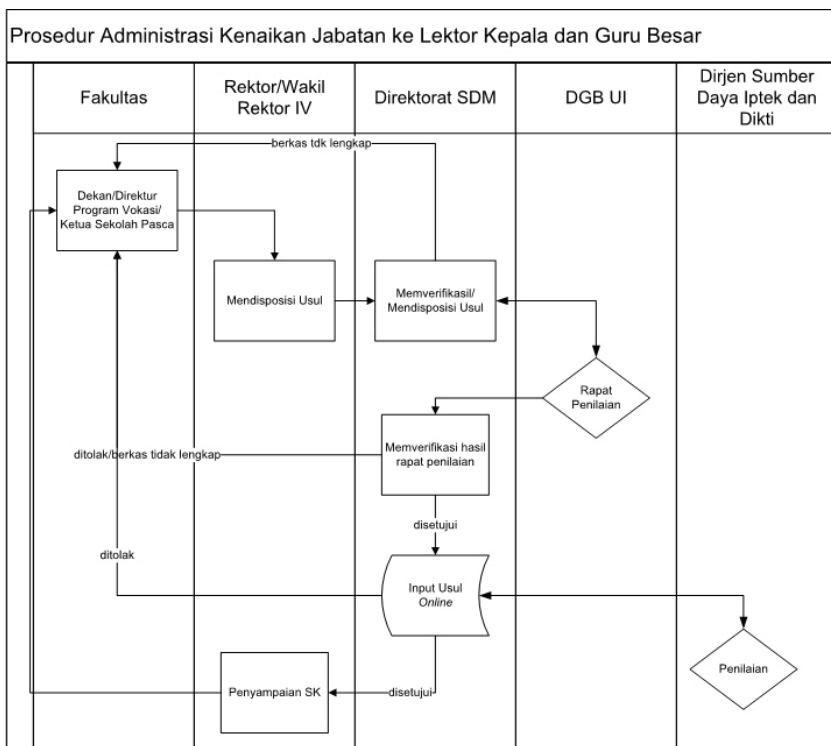 Prosedur Administrasi Kenaikan Jabatan ke Lektor Kepala dan Guru Besar
Fakultas
Rektor/Wakil
Rektor IV
Direktorat SDM
DGB UI
Dirjen Sumber
Daya Iptek dan
Dikti
berkas tdk lengkap
Dekan/Direktur
Program Vokasi/
Ketua Sekolah Pasca
Mendisposisi Usul
Memverifikasil/
Mendisposisi Usul
Rapat
Penilaian
Memverifikasi hasil
rapat penilaian
ditolak/berkas tidak lengkap
disetujui
ditolak
Input Usul
Online
Penilaian
Penyampaian SK
disetujui